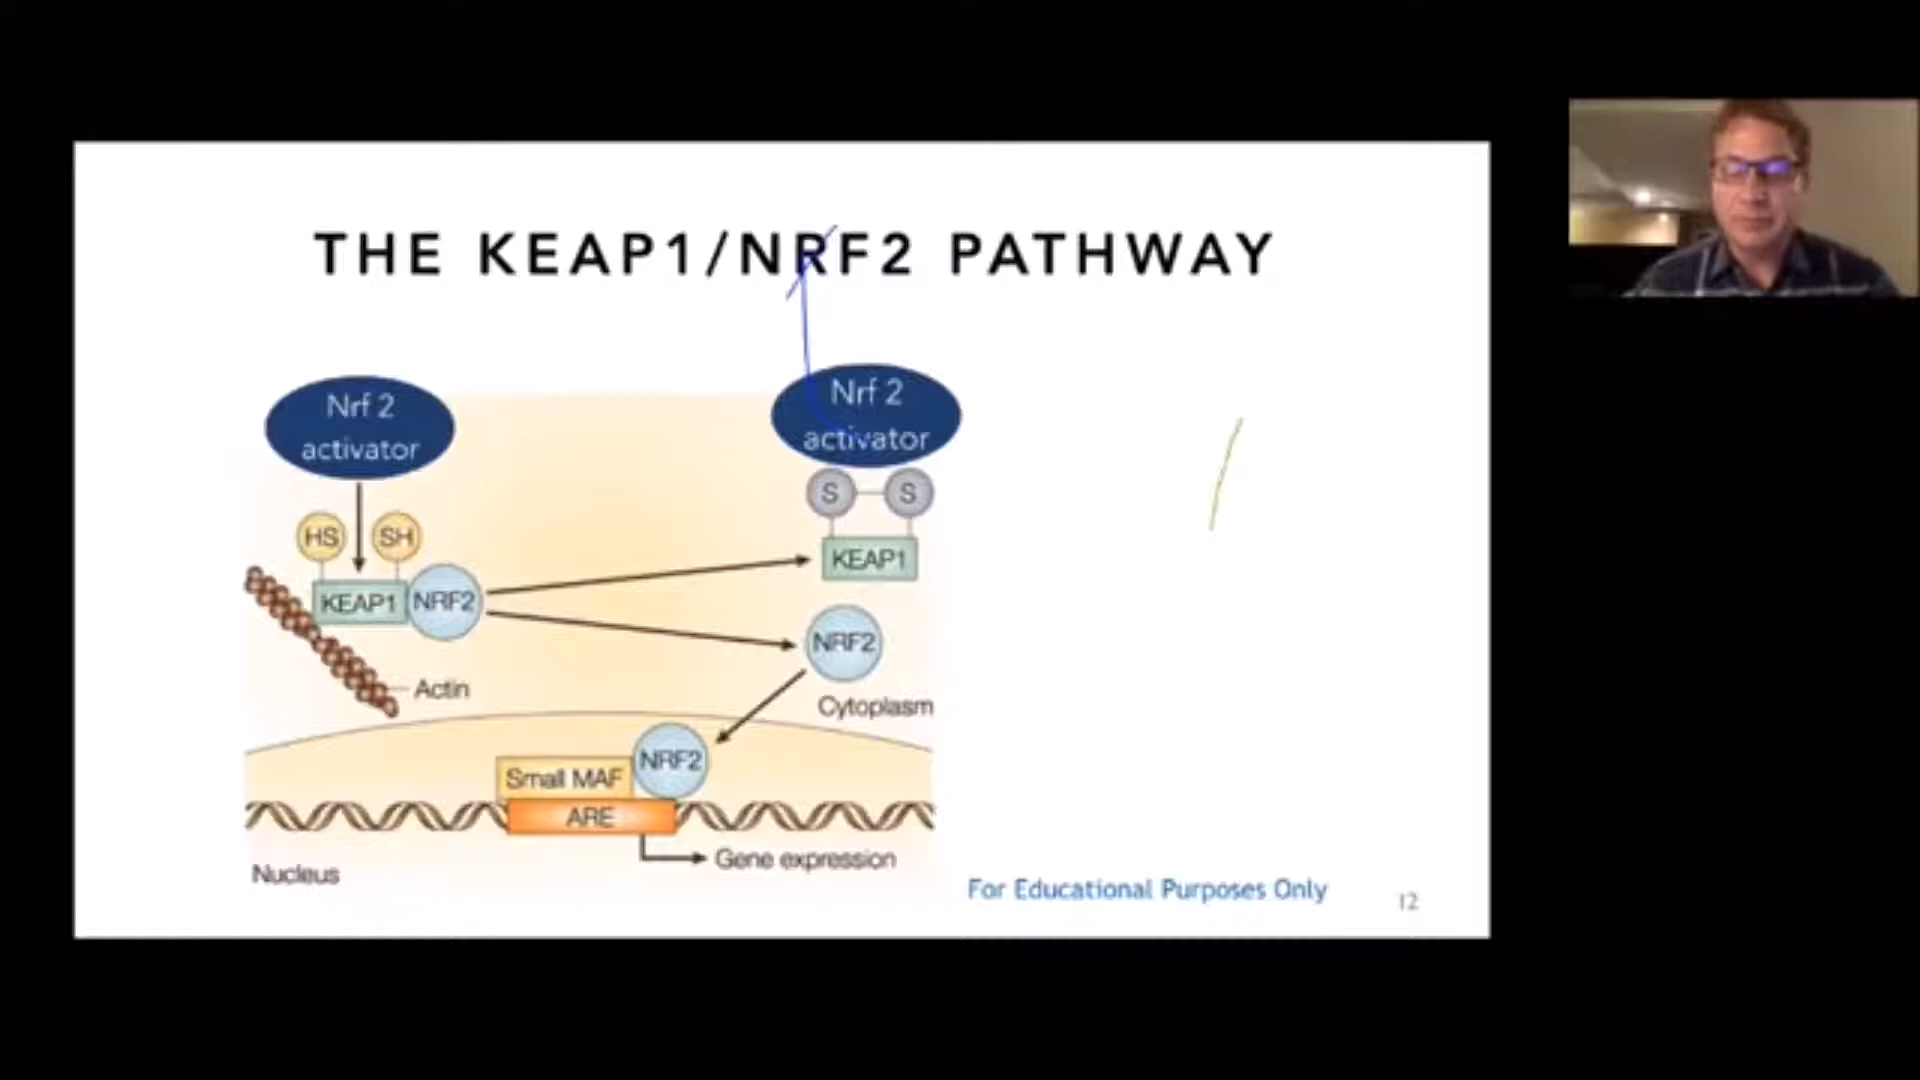 THE KEAP1/NRF2 PATHWAY
Nrf 2
activator
Nrf 2
activator
S
S
HS
SH
KEAP1
KEAP1
NRF2
NRF2
Actin
Cytoplasm
NRF2
Small MAF
ARE
Gene expression
Nucleus
For Educational Purposes Only
12